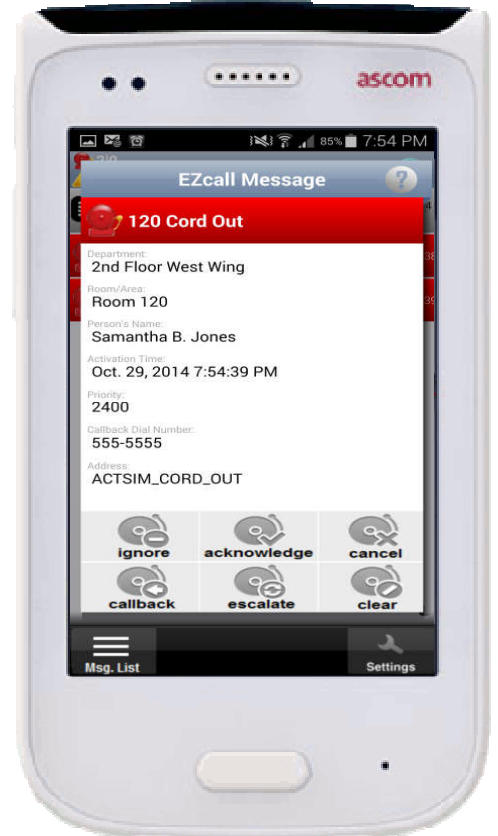 ascom
85% 7:54 PM
EZcall Message
?
120 Cord Out
Department:
2nd Floor West Wing
Room/Area:
Room 120
Person's Name:
Samantha B. Jones
Activation Time:
Oct. 29, 2014 7:54:39 PM
Priority:
2400
Callback Dial Number:
555-5555
Address:
ACTSIM_CORD_OUT
ignore acknowledge cancel
callback escalate clear
Msg. List Settings